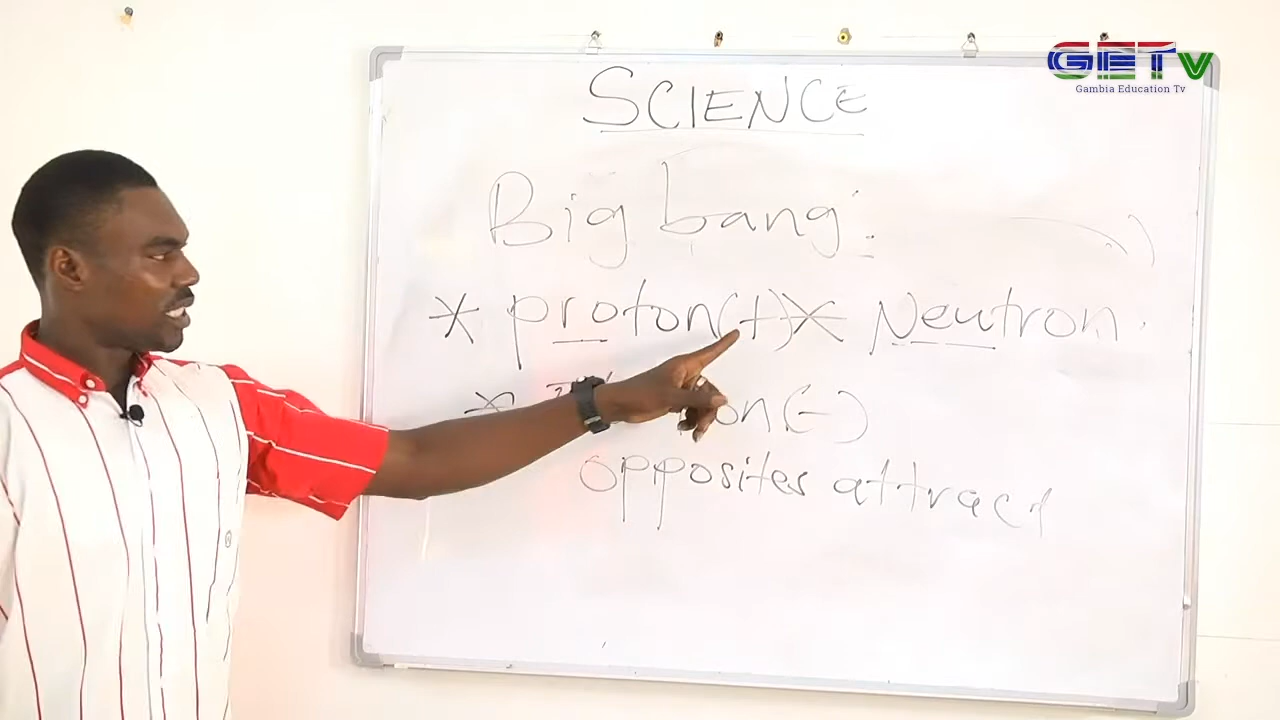 GETV
Gambia Education Tv
SCIENCE
Big bang:
* proton(+) * Neutron.
* on(-)
opposites attract